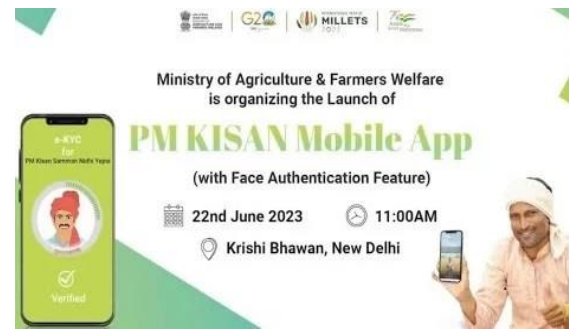 G20
MILLETS
2023
Ministry of Agriculture & Farmers Welfare
is organizing the Launch of
PM KISAN Mobile App
(with Face Authentication Feature)
22nd June 2023
11:00AM
Krishi Bhawan, New Delhi
e-KYC
for
PM Kisan Samman Nidhi Yojna
Verified